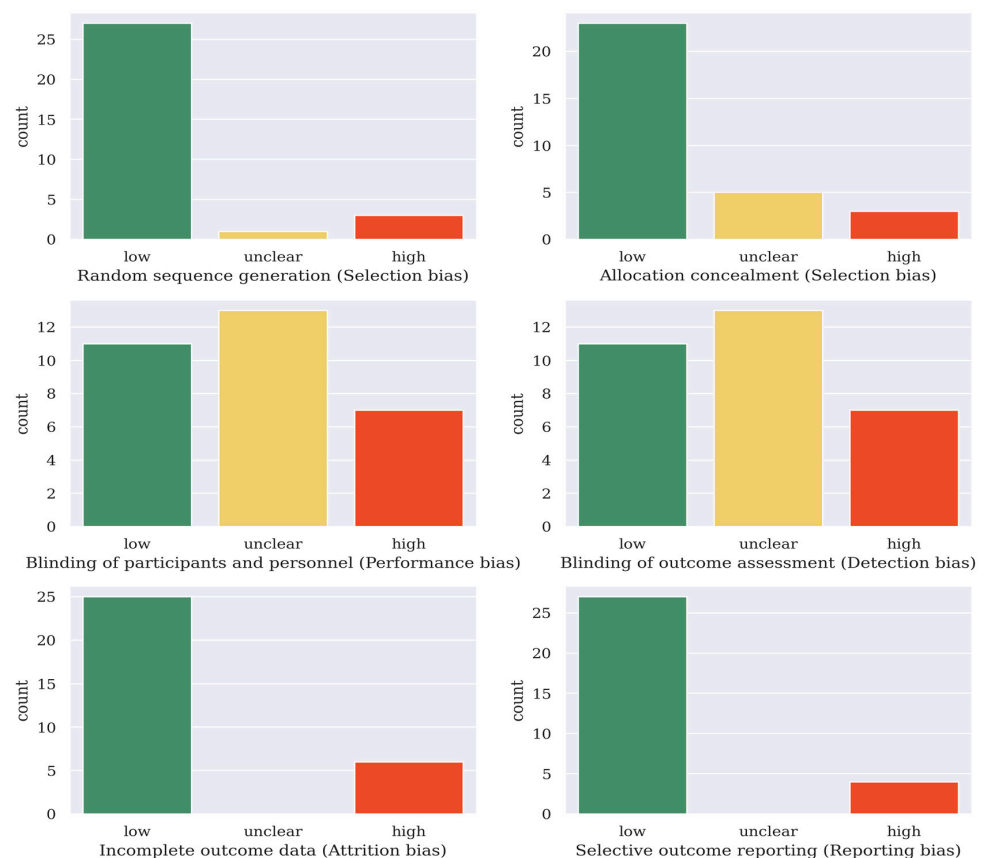 count
25
20
15
10
5
0
low unclear high
Random sequence generation (Selection bias)
count
20
15
10
5
0
low unclear high
Allocation concealment (Selection bias)
count
12
10
8
6
4
2
0
low unclear high
Blinding of participants and personnel (Performance bias)
count
12
10
8
6
4
2
0
low unclear high
Blinding of outcome assessment (Detection bias)
count
25
20
15
10
5
0
low unclear high
Incomplete outcome data (Attrition bias)
count
25
20
15
10
5
0
low unclear high
Selective outcome reporting (Reporting bias)